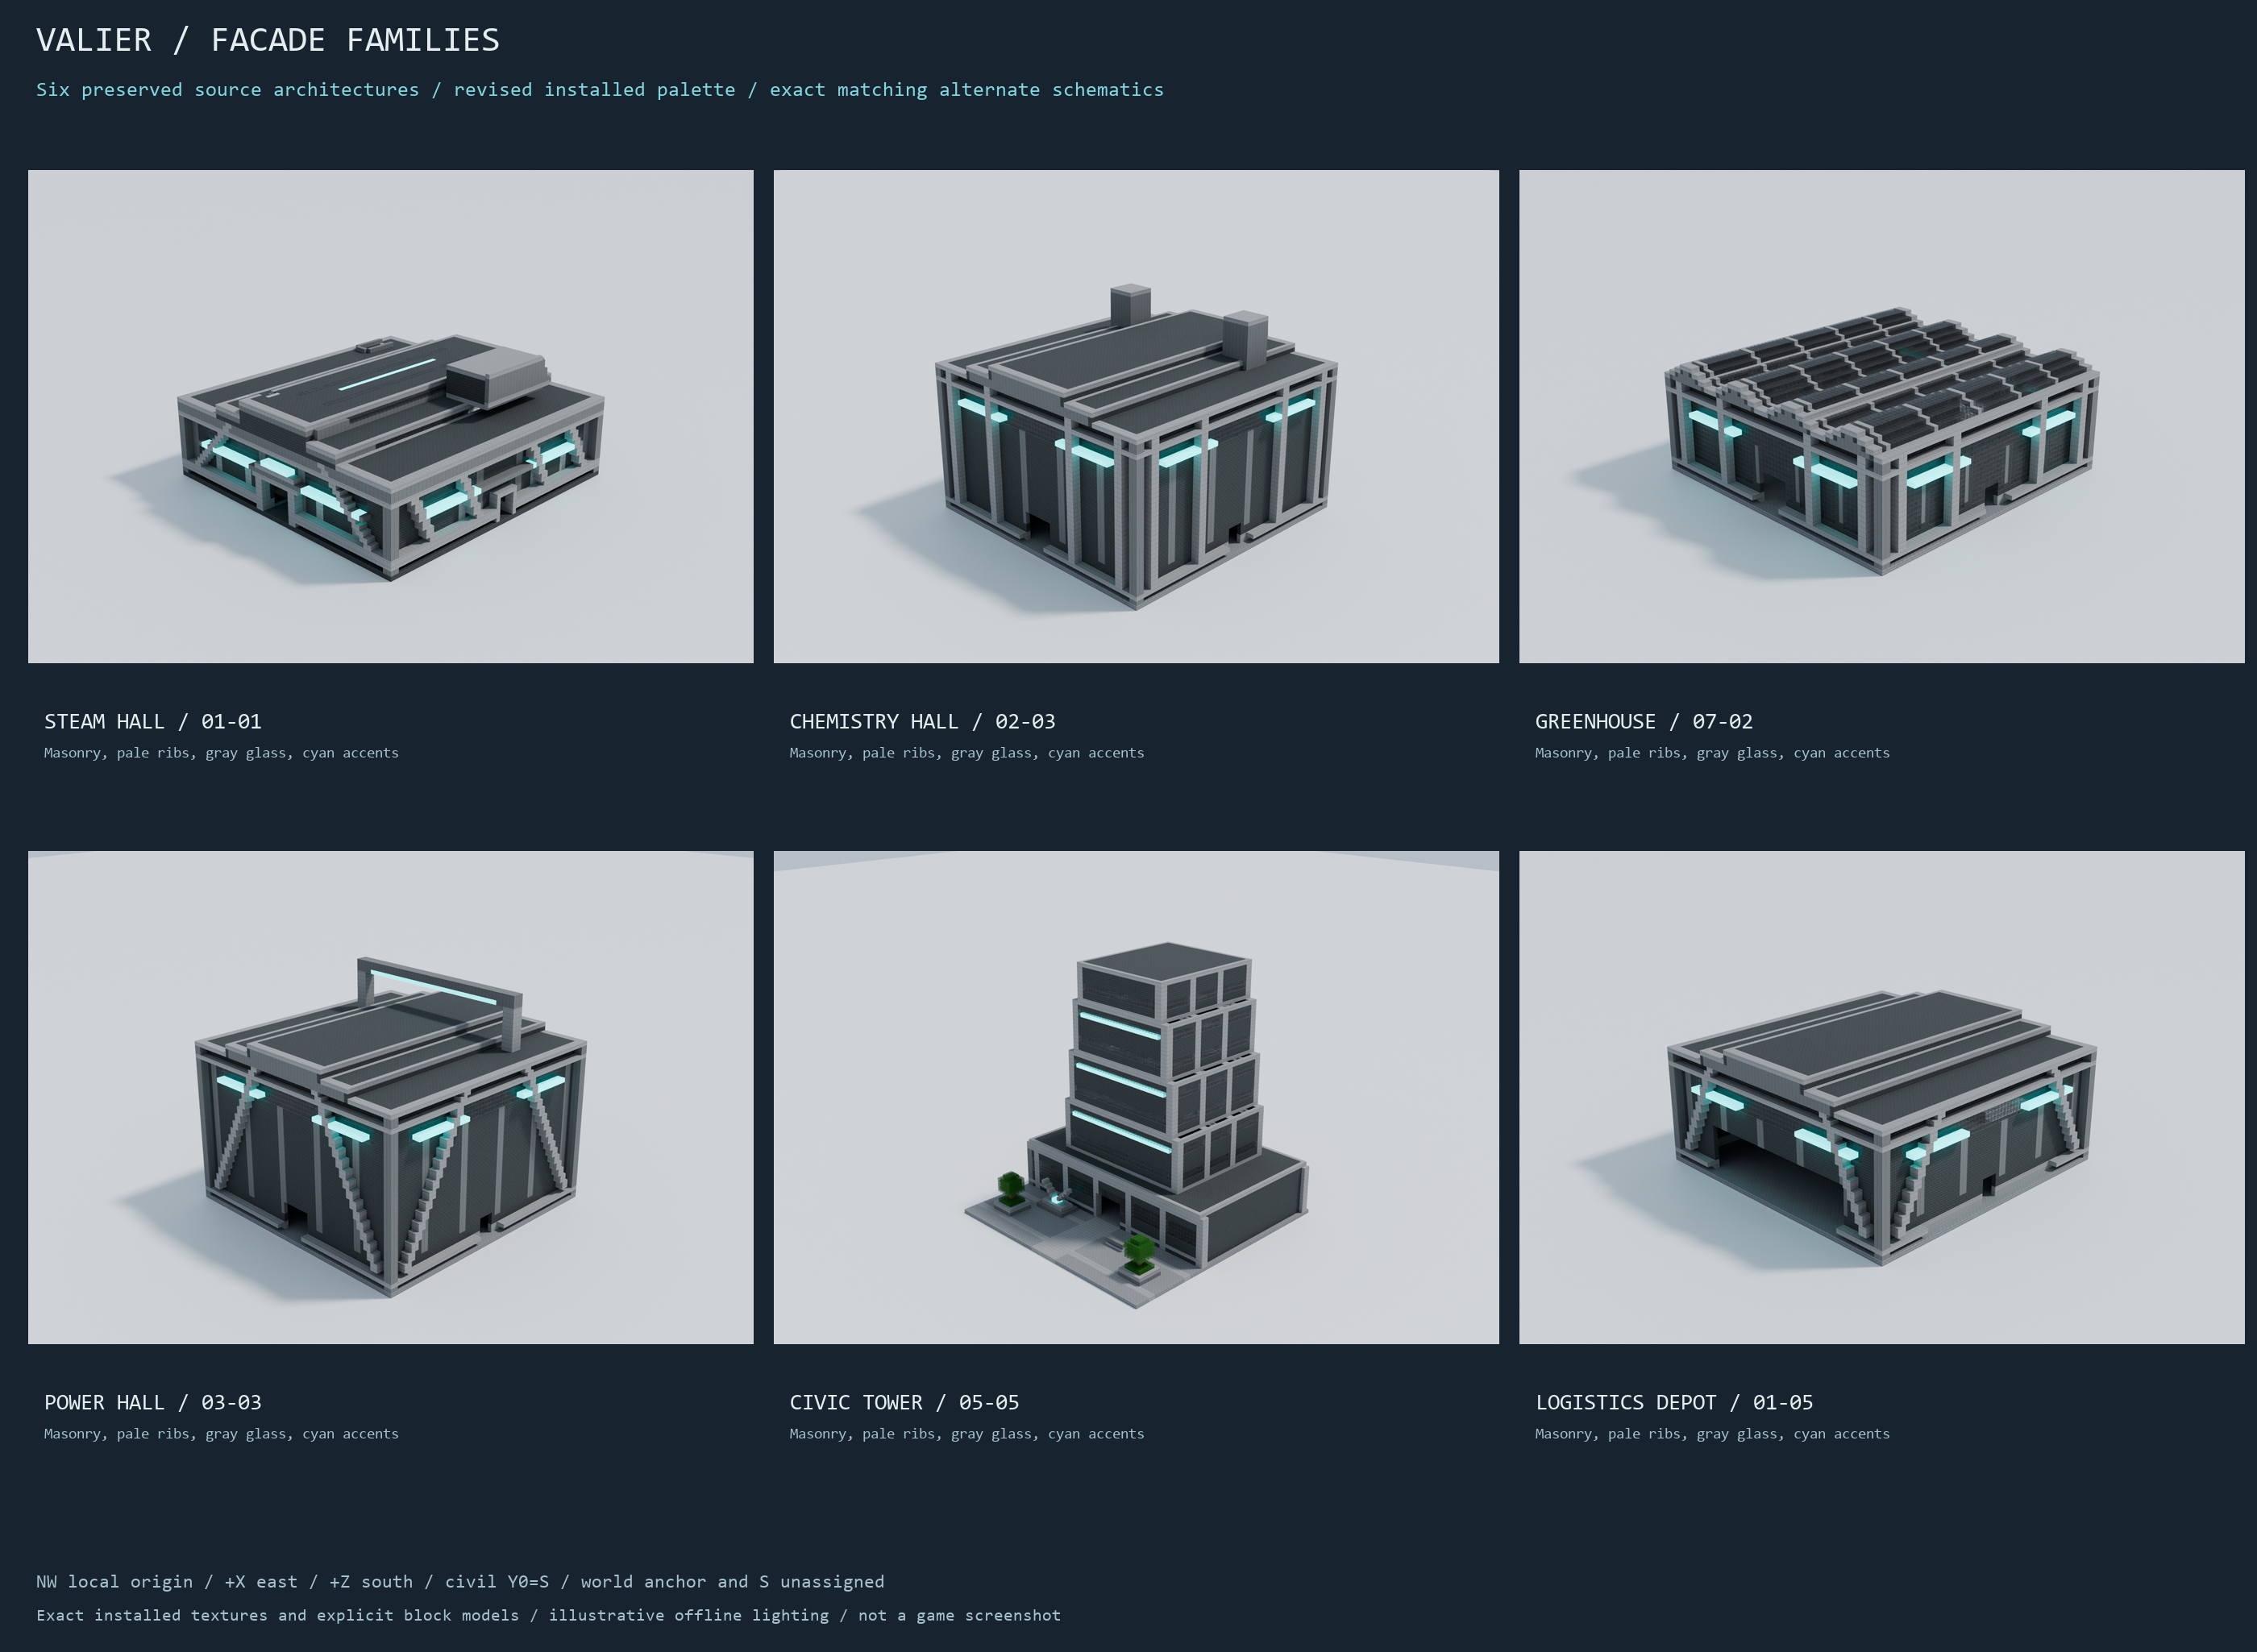 VALIER / FACADE FAMILIES
Six preserved source architectures / revised installed palette / exact matching alternate schematics
STEAM HALL / 01-01
Masonry, pale ribs, gray glass, cyan accents
CHEMISTRY HALL / 02-03
Masonry, pale ribs, gray glass, cyan accents
GREENHOUSE / 07-02
Masonry, pale ribs, gray glass, cyan accents
POWER HALL / 03-03
Masonry, pale ribs, gray glass, cyan accents
CIVIC TOWER / 05-05
Masonry, pale ribs, gray glass, cyan accents
LOGISTICS DEPOT / 01-05
Masonry, pale ribs, gray glass, cyan accents
NW local origin / +X east / +Z south / civil Y0=S / world anchor and S unassigned
Exact installed textures and explicit block models / illustrative offline lighting / not a game screenshot